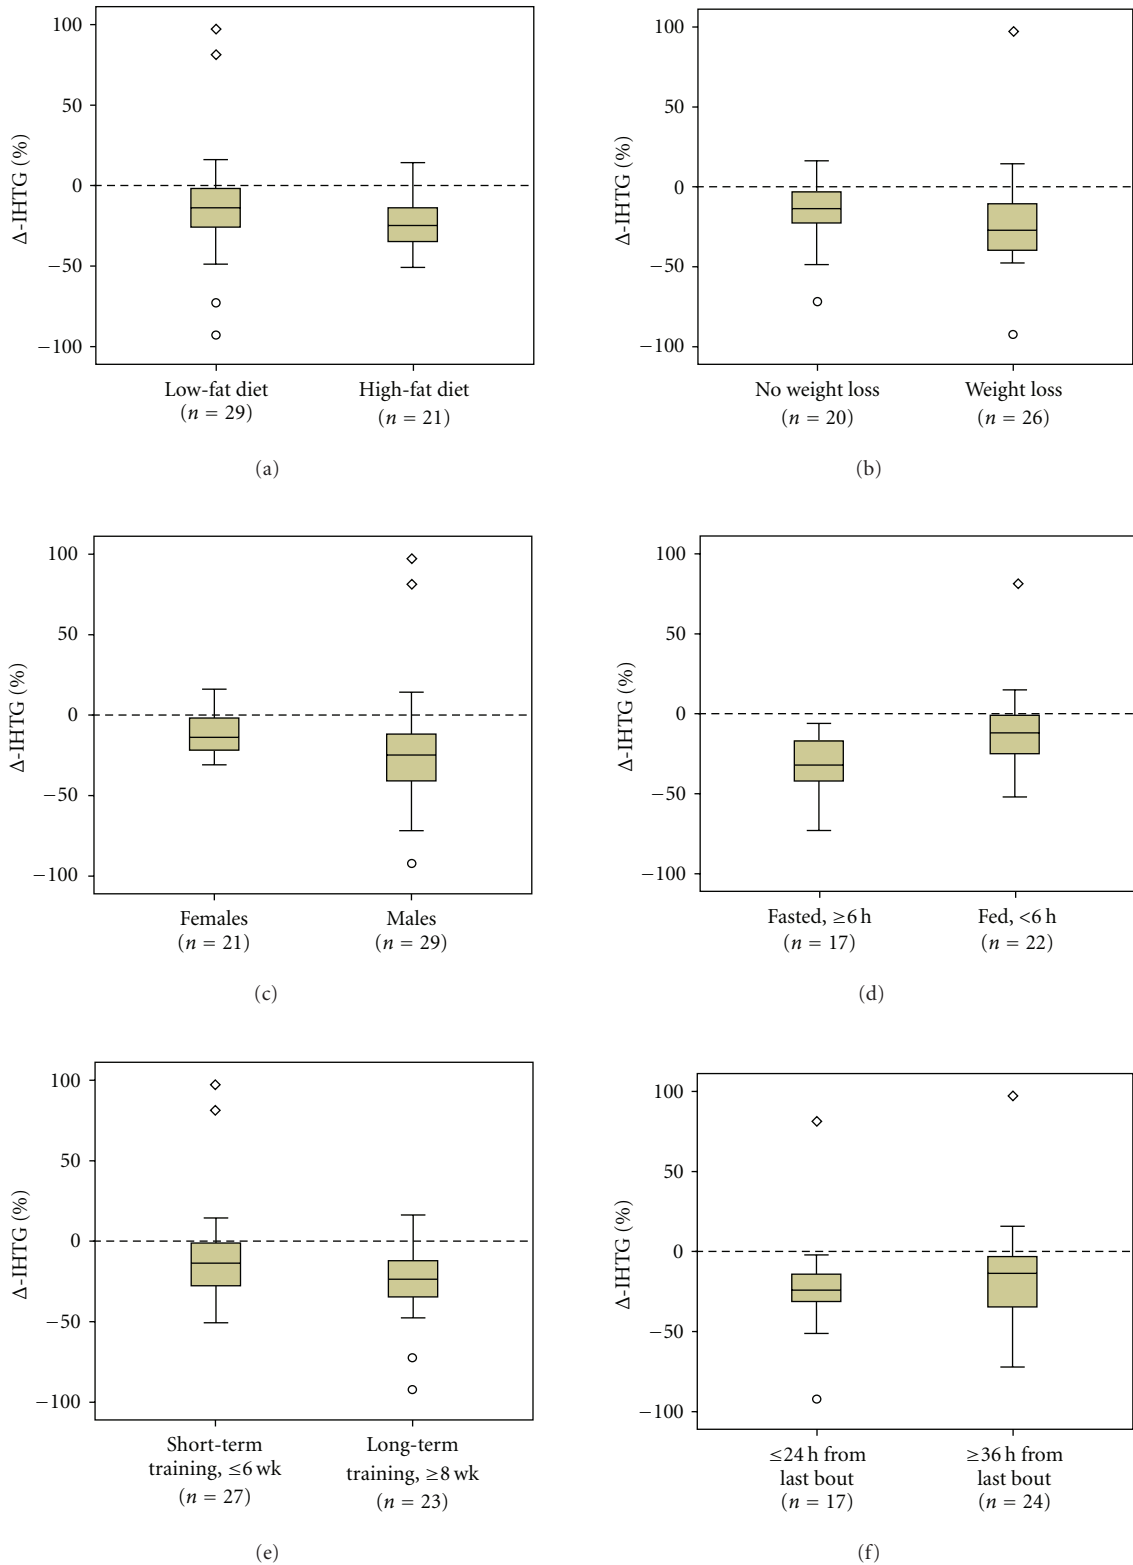 100
50
0
−50
−100
Δ-IHTG (%)
Low-fat diet
(n = 29)
High-fat diet
(n = 21)
(a)
100
50
0
−50
−100
Δ-IHTG (%)
No weight loss
(n = 20)
Weight loss
(n = 26)
(b)
100
50
0
−50
−100
Δ-IHTG (%)
Females
(n = 21)
Males
(n = 29)
(c)
100
50
0
−50
−100
Δ-IHTG (%)
Fasted, ≥6 h
(n = 17)
Fed, <6 h
(n = 22)
(d)
100
50
0
−50
−100
Δ-IHTG (%)
Short-term
training, ≤6 wk
(n = 27)
Long-term
training, ≥8 wk
(n = 23)
(e)
100
50
0
−50
−100
Δ-IHTG (%)
≤24 h from
last bout
(n = 17)
≥36 h from
last bout
(n = 24)
(f)